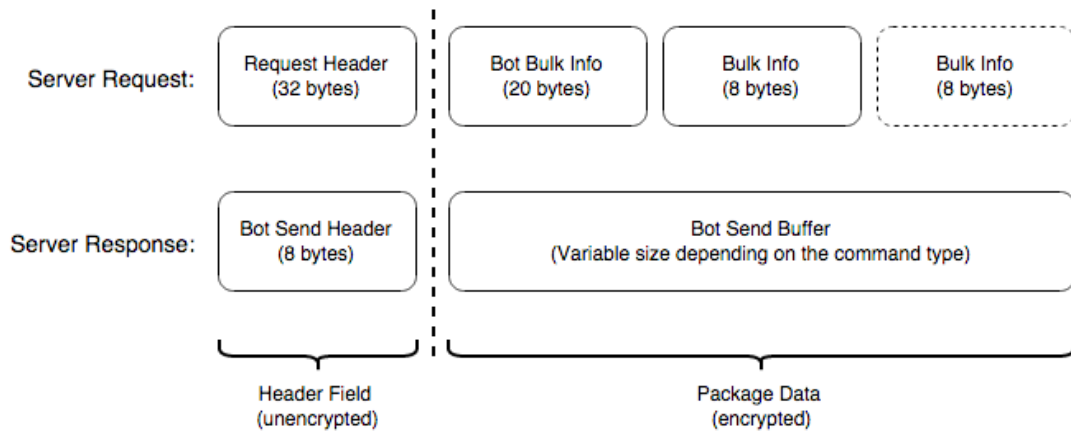 Server Request:
Request Header
(32 bytes)
Bot Bulk Info
(20 bytes)
Bulk Info
(8 bytes)
Bulk Info
(8 bytes)
Server Response:
Bot Send Header
(8 bytes)
Bot Send Buffer
(Variable size depending on the command type)
Header Field
(unencrypted)
Package Data
(encrypted)